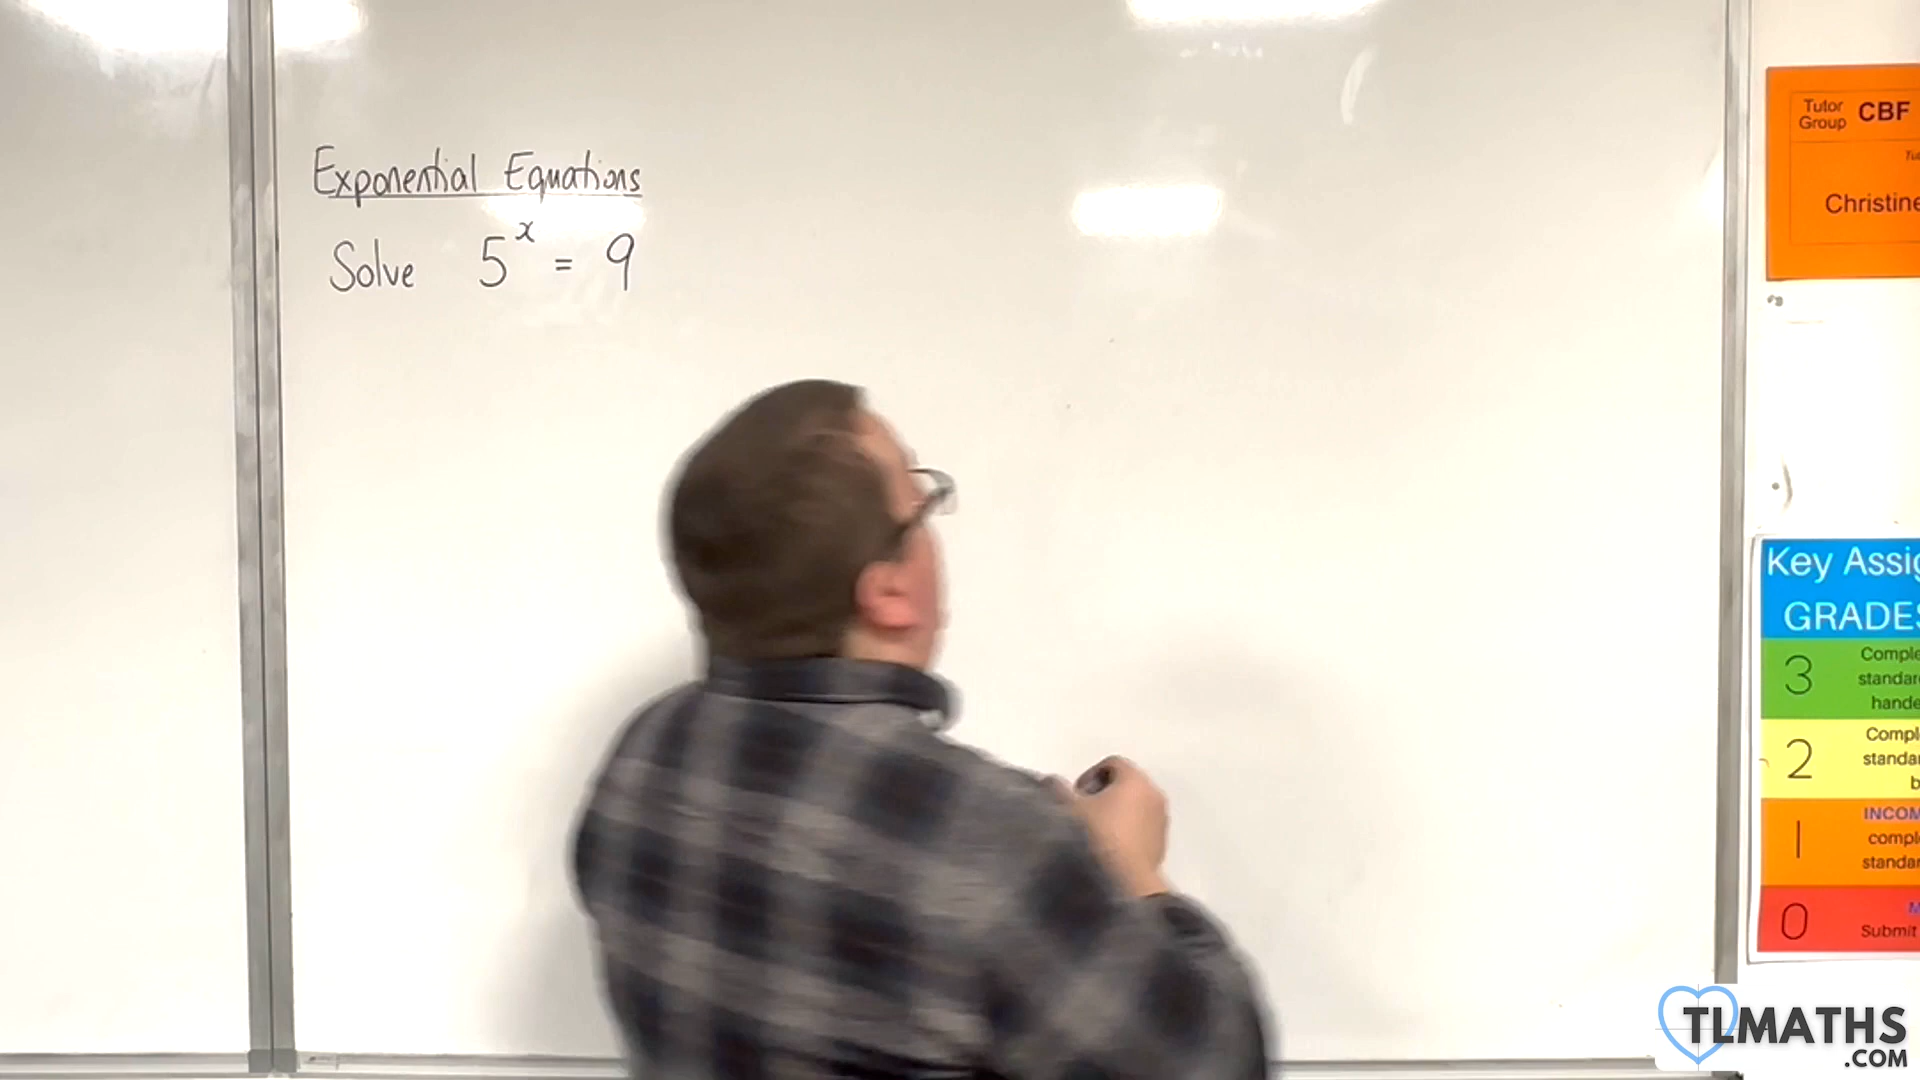 Exponential Equations
Solve 5^x = 9
Tutor Group CBF
Christine
Key Assig
GRADES
3
Comple
standar
hande
2
Compl
standar
b
1
INCOM
compl
standar
0
M
Submit
TLMATHS
.COM